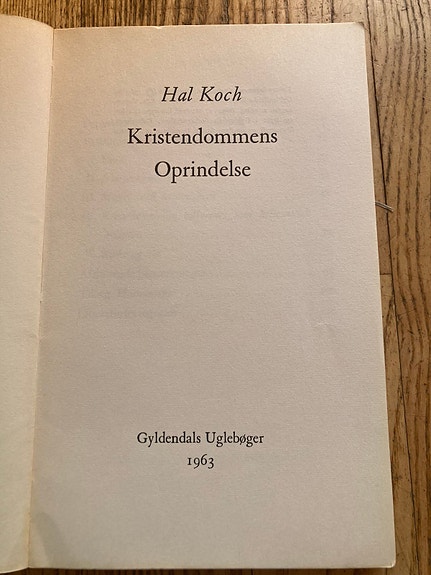 Hal Koch
Kristendommens
Oprindelse
Gyldendals Uglebøger
1963